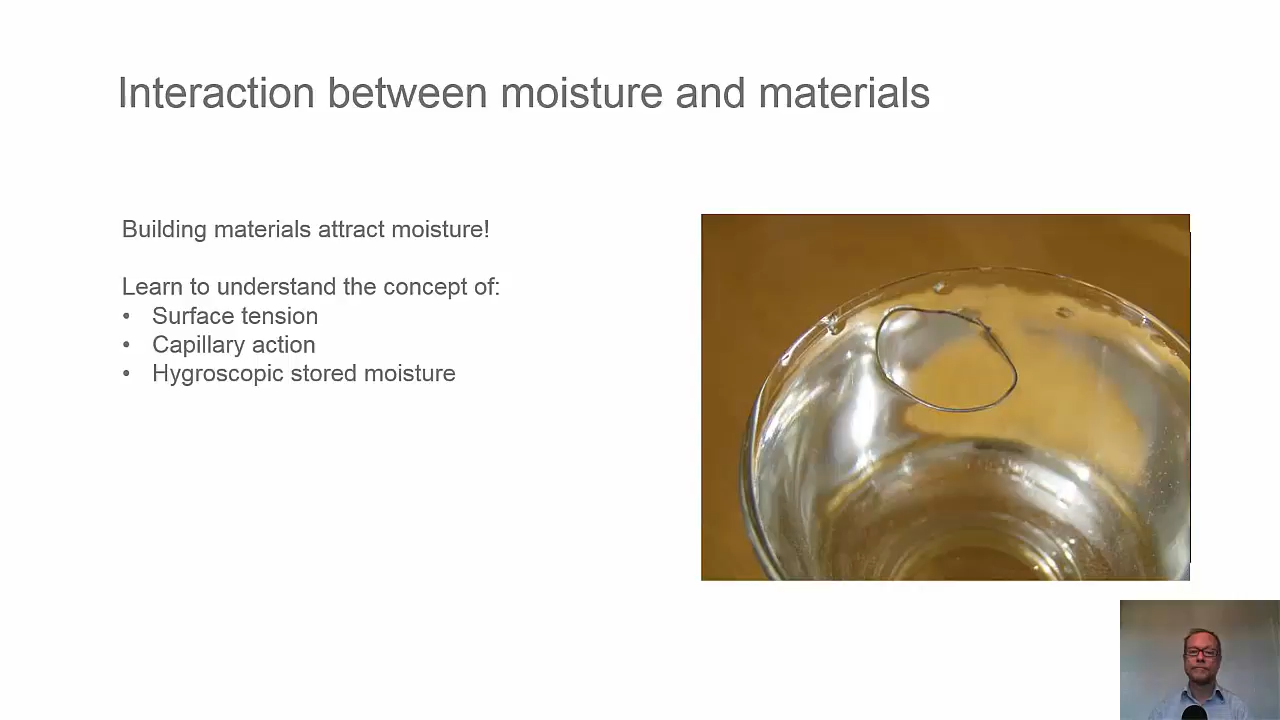 Interaction between moisture and materials
Building materials attract moisture!
Learn to understand the concept of:
• Surface tension
• Capillary action
• Hygroscopic stored moisture